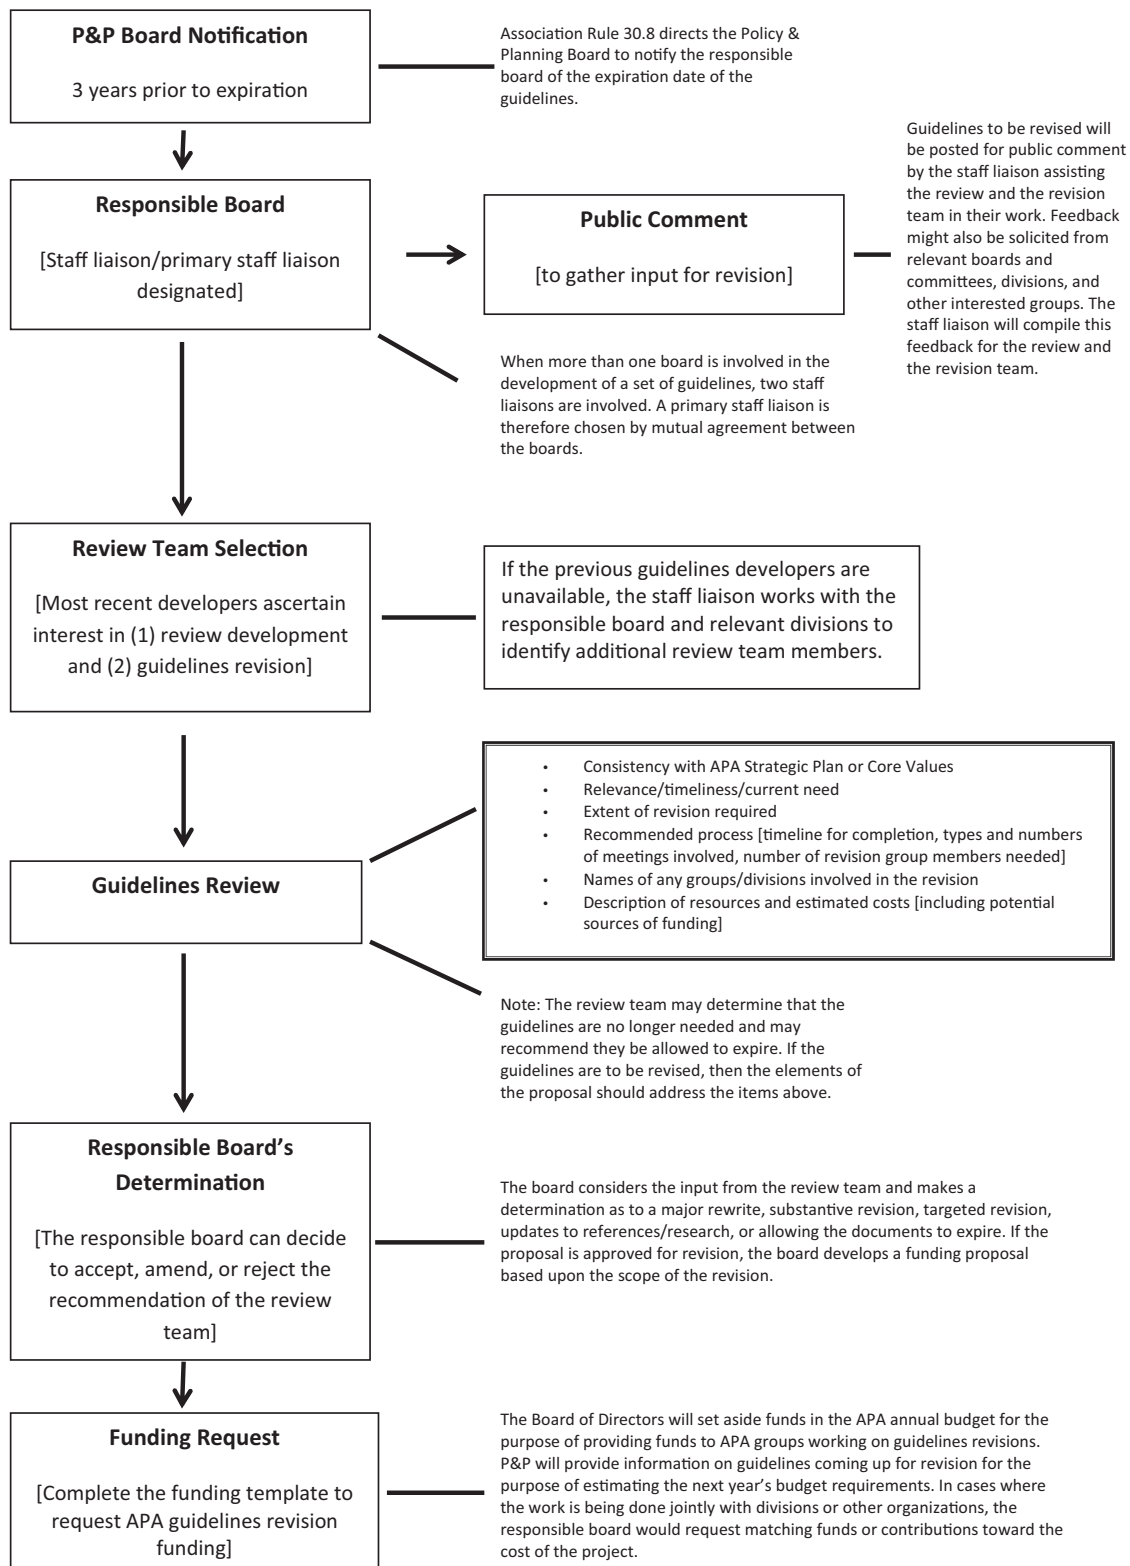 P&P Board Notification
3 years prior to expiration
Association Rule 30.8 directs the Policy &
Planning Board to notify the responsible
board of the expiration date of the
guidelines.
Responsible Board
[Staff liaison/primary staff liaison
designated]
Public Comment
[to gather input for revision]
Guidelines to be revised will
be posted for public comment
by the staff liaison assisting
the review and the revision
team in their work. Feedback
might also be solicited from
relevant boards and
committees, divisions, and
other interested groups. The
staff liaison will compile this
feedback for the review and
the revision team.
When more than one board is involved in the
development of a set of guidelines, two staff
liaisons are involved. A primary staff liaison is
therefore chosen by mutual agreement between
the boards.
Review Team Selection
[Most recent developers ascertain
interest in (1) review development
and (2) guidelines revision]
If the previous guidelines developers are
unavailable, the staff liaison works with the
responsible board and relevant divisions to
identify additional review team members.
Guidelines Review
• Consistency with APA Strategic Plan or Core Values
• Relevance/timeliness/current need
• Extent of revision required
• Recommended process [timeline for completion, types and numbers
of meetings involved, number of revision group members needed]
• Names of any groups/divisions involved in the revision
• Description of resources and estimated costs [including potential
sources of funding]
Note: The review team may determine that the
guidelines are no longer needed and may
recommend they be allowed to expire. If the
guidelines are to be revised, then the elements of
the proposal should address the items above.
Responsible Board’s
Determination
[The responsible board can decide
to accept, amend, or reject the
recommendation of the review
team]
The board considers the input from the review team and makes a
determination as to a major rewrite, substantive revision, targeted revision,
updates to references/research, or allowing the documents to expire. If the
proposal is approved for revision, the board develops a funding proposal
based upon the scope of the revision.
Funding Request
[Complete the funding template to
request APA guidelines revision
funding]
The Board of Directors will set aside funds in the APA annual budget for the
purpose of providing funds to APA groups working on guidelines revisions.
P&P will provide information on guidelines coming up for revision for the
purpose of estimating the next year’s budget requirements. In cases where
the work is being done jointly with divisions or other organizations, the
responsible board would request matching funds or contributions toward the
cost of the project.